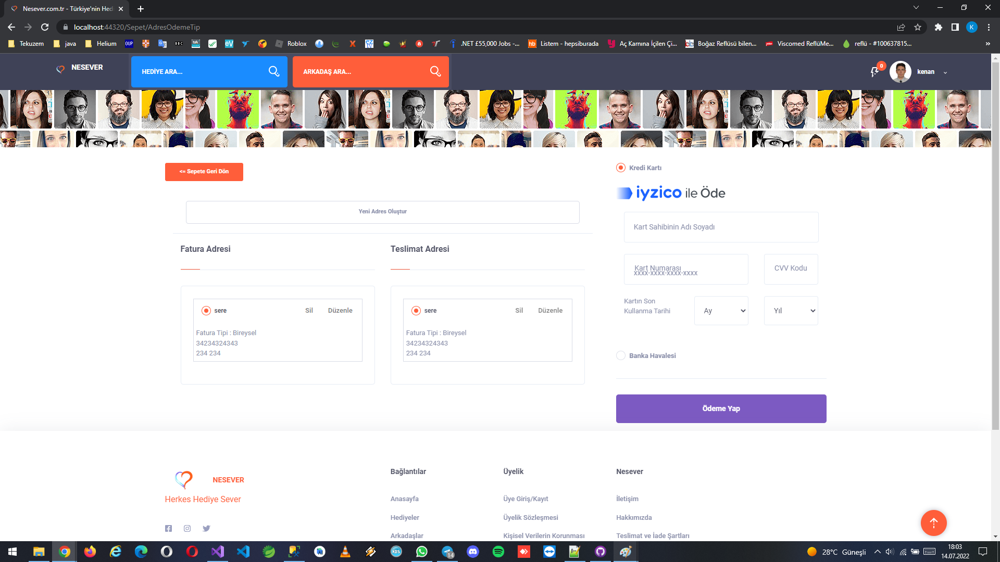 Nesever.com.tr - Türkiye'nin Hed
localhost:44320/Sepet/AdresOdemeTip
K
Tekuzem
java
Helium
OUP
BBC
tek
eV
Roblox
X
.NET £55,000 Jobs -...
hb
Listem - hepsiburada
Aç Karnına İçilen Çi...
Boğaz Reflüsü bilen...
Viscomed ReflüMe...
reflü - #100637815...
»
NESEVER
HEDİYE ARA...
ARKADAŞ ARA...
0
kenan
<= Sepete Geri Dön
Yeni Adres Oluştur
Fatura Adresi
Teslimat Adresi
sere
Sil
Düzenle
Fatura Tipi : Bireysel
34234324343
234 234
sere
Sil
Düzenle
Fatura Tipi : Bireysel
34234324343
234 234
Kredi Kartı
iyzico ile Öde
Kart Sahibinin Adı Soyadı
Kart Numarası
xxxx-xxxx-xxxx-xxxx
CVV Kodu
Kartın Son
Kullanma Tarihi
Ay
Yıl
Banka Havalesi
Ödeme Yap
NESEVER
Herkes Hediye Sever
Bağlantılar
Anasayfa
Hediyeler
Arkadaşlar
Üyelik
Üye Giriş/Kayıt
Üyelik Sözleşmesi
Kişisel Verilerin Korunması
Nesever
İletişim
Hakkımızda
Teslimat ve İade Şartları
14
28°C Güneşli
18:03
14.07.2022